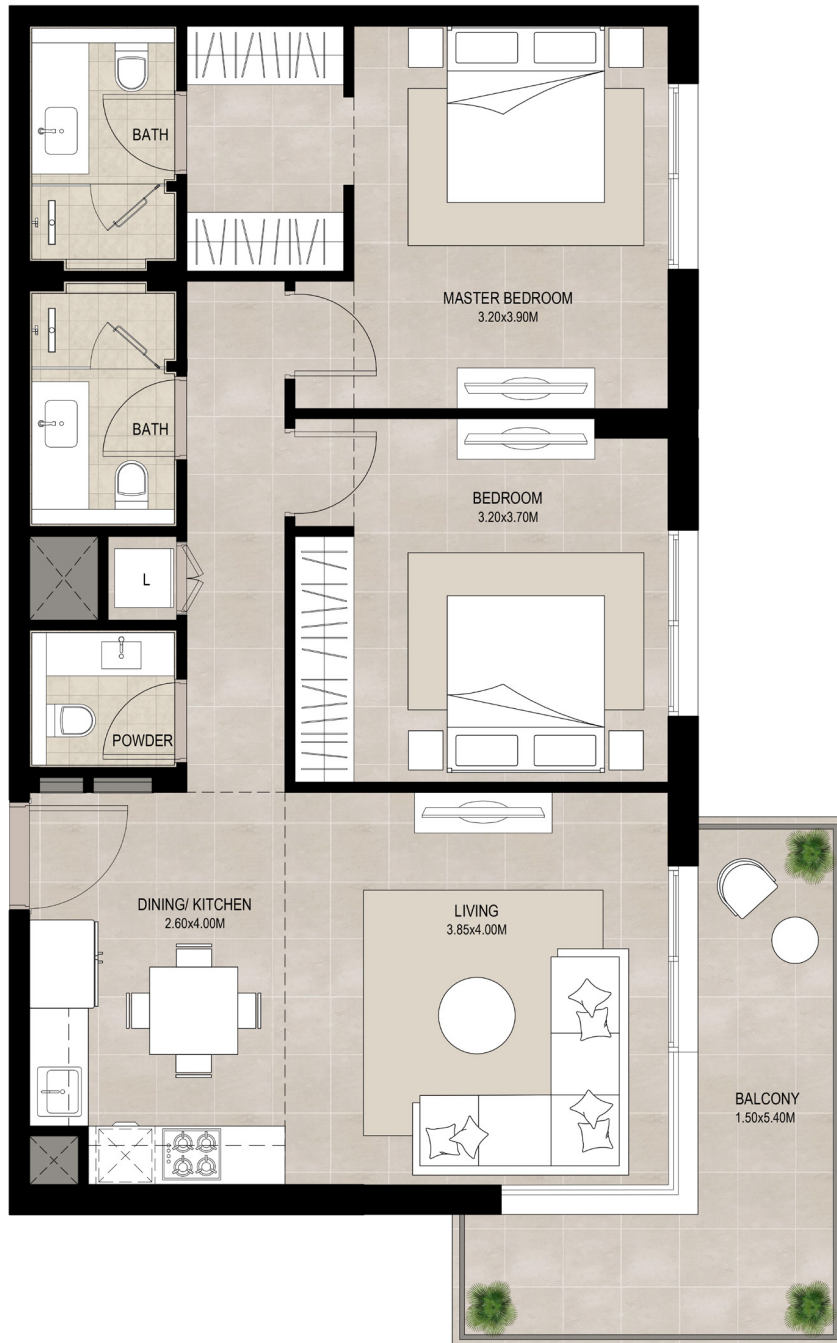 BATH
MASTER BEDROOM
3.20x3.90M
BATH
BEDROOM
3.20x3.70M
L
POWDER
DINING/ KITCHEN
2.60x4.00M
LIVING
3.85x4.00M
BALCONY
1.50x5.40M